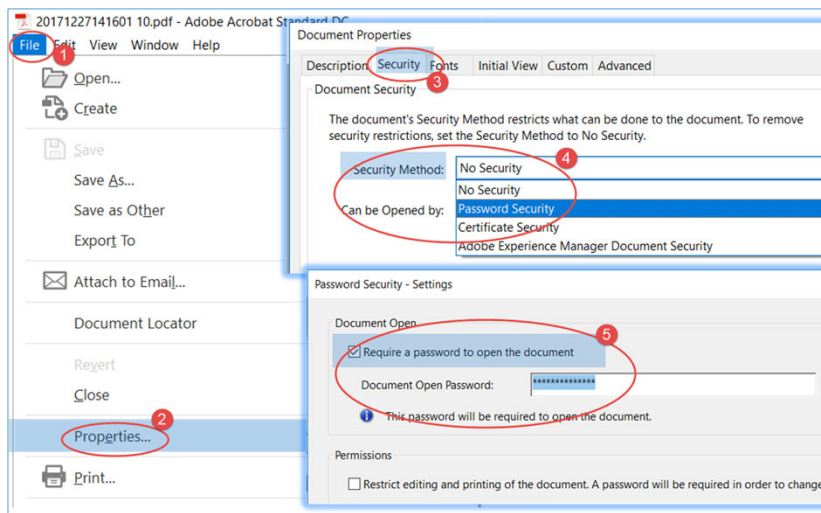 20171227141601 10.pdf - Adobe Acrobat Standard DC
File Edit View Window Help
1
Open...
Create
Save
Save As...
Save as Other
Export To
Attach to Email...
Document Locator
Revert
Close
2
Properties...
Print...
Document Properties
Description Security Fonts Initial View Custom Advanced
3
Document Security
The document's Security Method restricts what can be done to the document. To remove
security restrictions, set the Security Method to No Security.
4
Security Method: No Security
No Security
Can be Opened by: Password Security
Certificate Security
Adobe Experience Manager Document Security
Password Security - Settings
Document Open
5
Require a password to open the document
Document Open Password: **************
This password will be required to open the document.
Permissions
Restrict editing and printing of the document. A password will be required in order to change